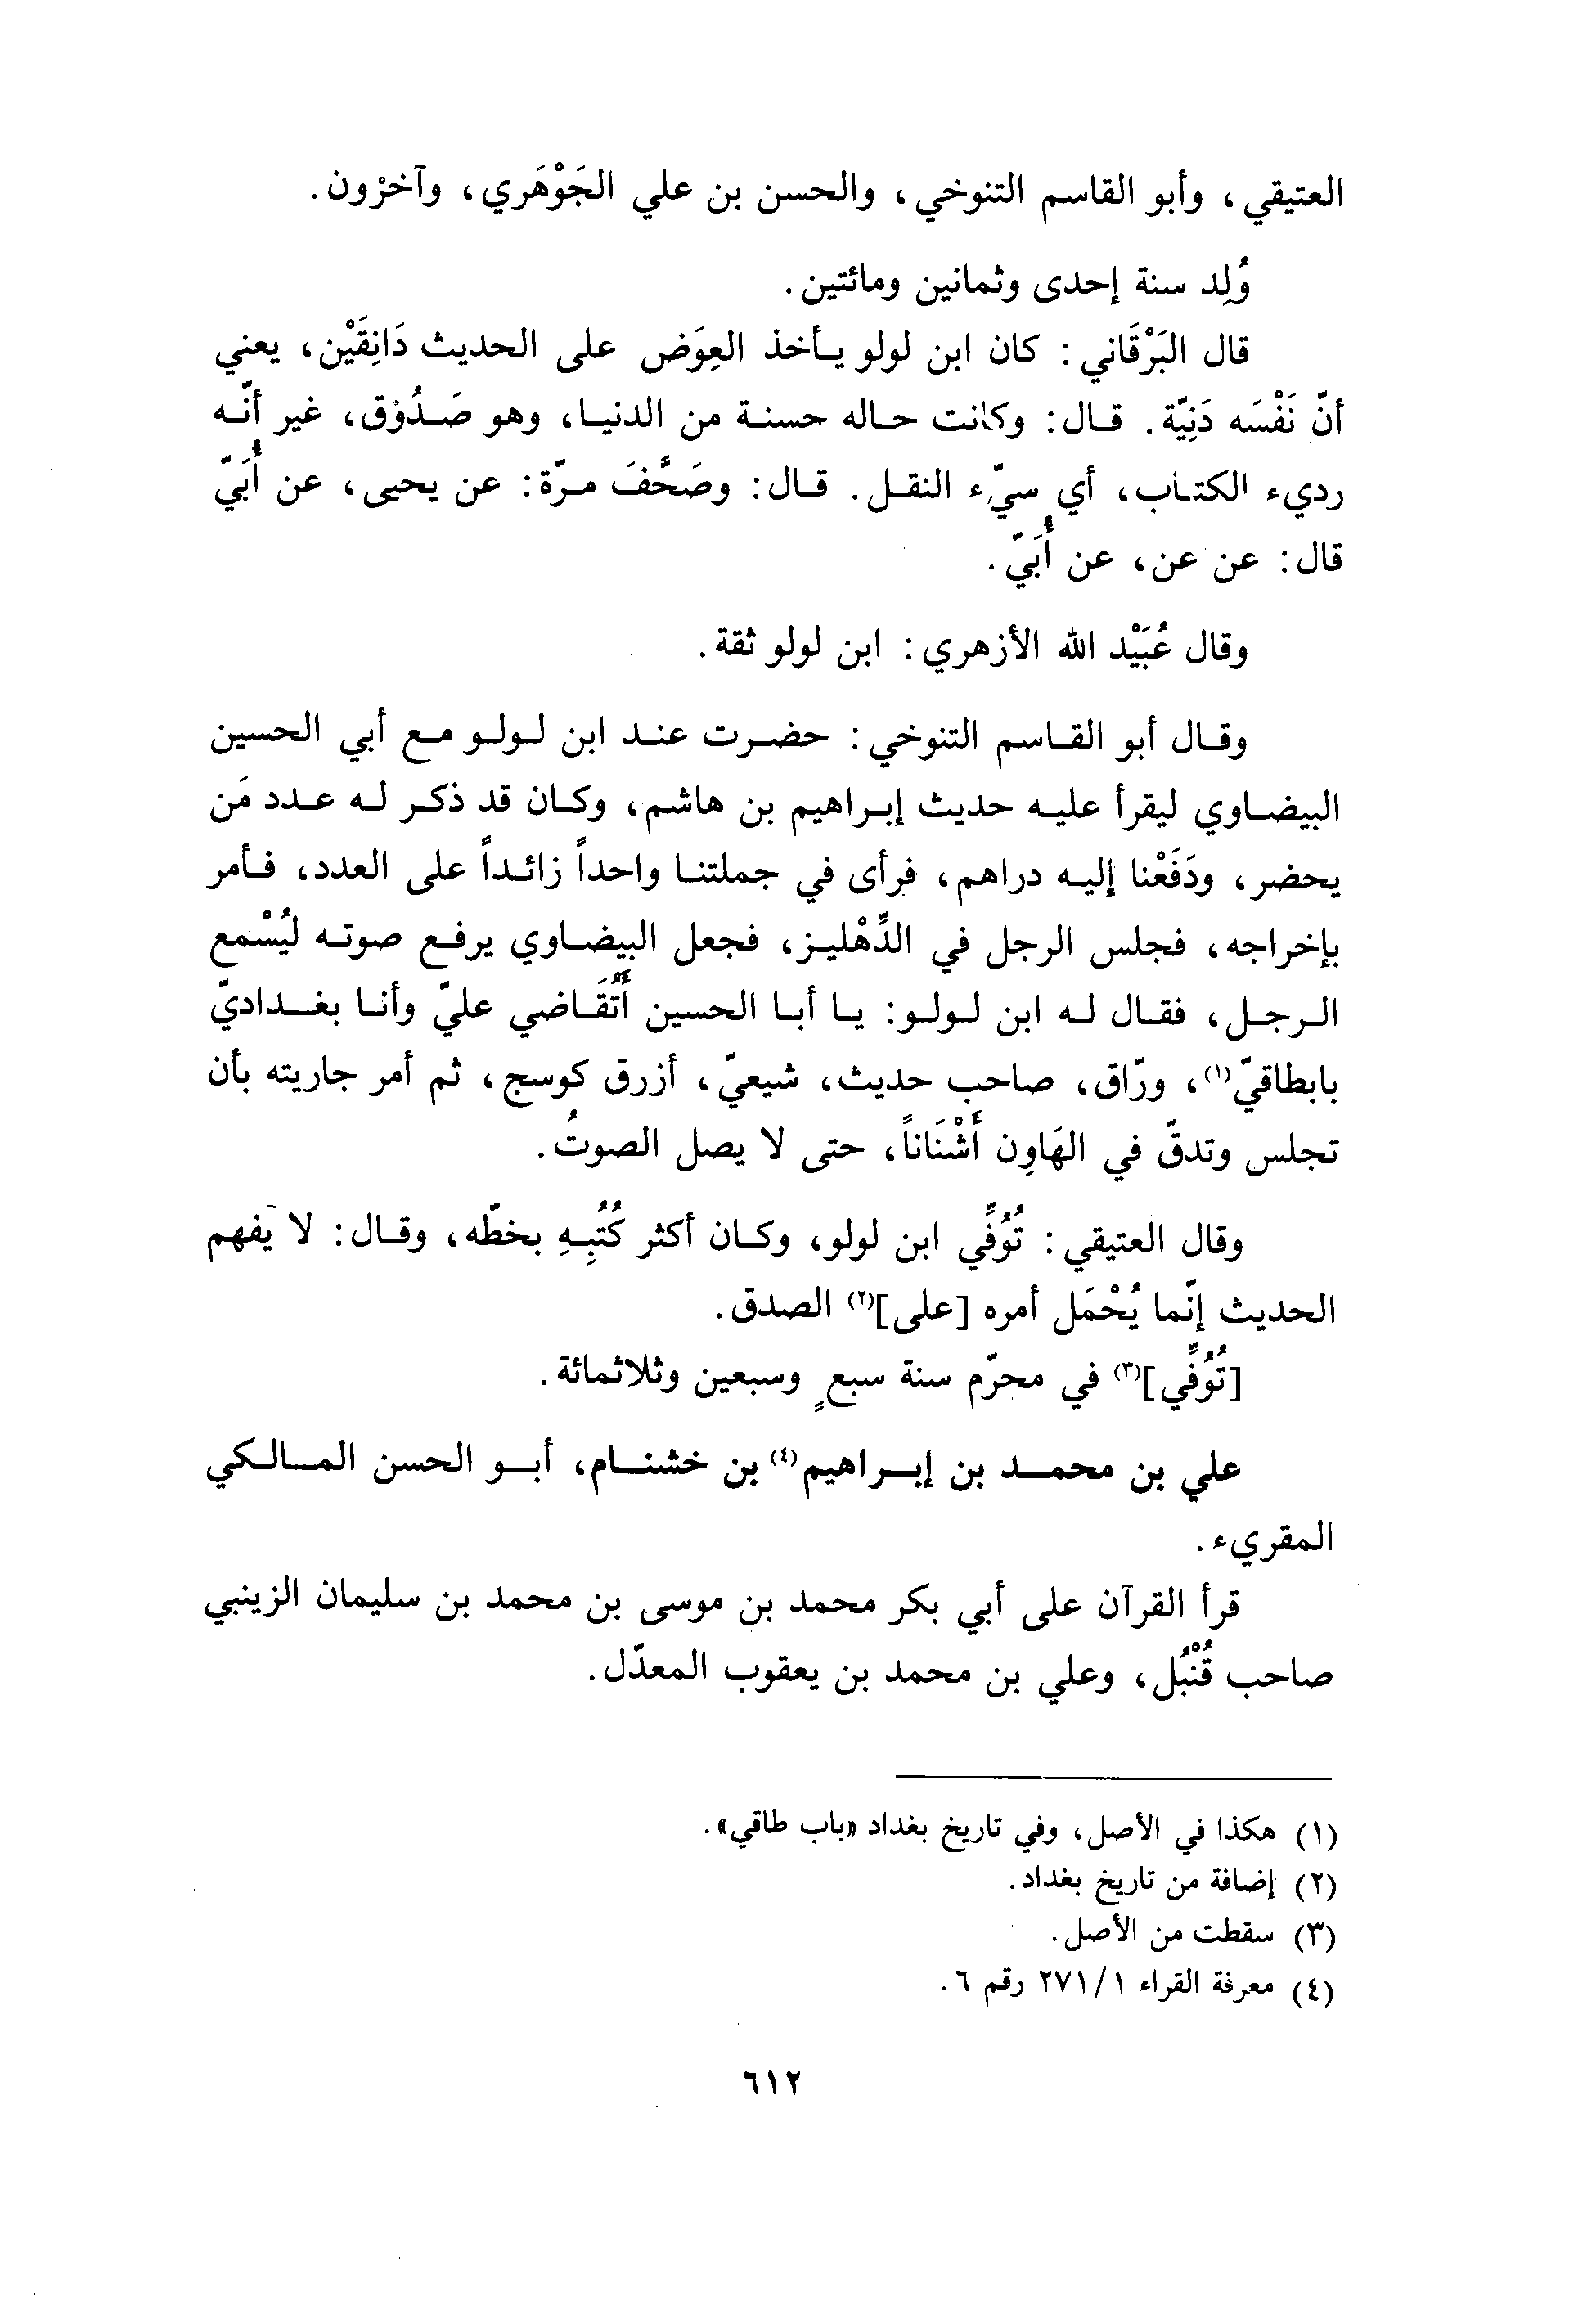 العتيقي، وأبو القاسم التنوخي، والحسن بن علي الجَوْهَري، وآخرْون.
وُلِد سنة إحدى وثمانين ومائتين.
قال البَرْقَاني: كان ابن لولو يأخذ العِوَض على الحديث دَانِقَيْن، يعني
أنّ نَفْسَه دَنِيّة. قال: وكانت حاله حسنة من الدنيا، وهو صَدُوْق، غير أنّه
رديء الكتاب، أي سيّء النقل. قال: وصَحَّفَ مرّة: عن يحيى، عن أُبَيّ
قال: عن عن، عن أُبَيّ.
وقال عُبَيْد الله الأزهري: ابن لولو ثقة.
وقال أبو القاسم التنوخي: حضرت عند ابن لولو مع أبي الحسين
البيضاوي ليقرأ عليه حديث إبراهيم بن هاشم، وكان قد ذكر له عدد مَن
يحضر، ودَفَعْنا إليه دراهم، فرأى في جملتنا واحداً زائداً على العدد، فأمر
بإخراجه، فجلس الرجل في الدِّهْليز، فجعل البيضاوي يرفع صوته ليُسْمع
الرجل، فقال له ابن لولو: يا أبا الحسين أَتُقَاضي عليّ وأنا بغداديّ
بابطاقيّ(١)، ورّاق، صاحب حديث، شيعيّ، أزرق كوسج، ثم أمر جاريته بأن
تجلس وتدقّ في الهَاوِن أَشْنَاناً، حتى لا يصل الصوتُ.
وقال العتيقي: تُوُفِّي ابن لولو، وكان أكثر كُتُبِهِ بخطّه، وقال: لا يَفهم
الحديث إنّما يُحْمَل أمره [على](٢) الصدق.
[تُوُفِّي](٣) في محرّم سنة سبعٍ وسبعين وثلاثمائة.
علي بن محمد بن إبراهيم(٤) بن خشنام، أبو الحسن المالكي
المقريء.
قرأ القرآن على أبي بكر محمد بن موسى بن محمد بن سليمان الزينبي
صاحب قُنْبُل، وعلي بن محمد بن يعقوب المعدّل.
(١) هكذا في الأصل، وفي تاريخ بغداد «باب طاقي».
(٢) إضافة من تاريخ بغداد.
(٣) سقطت من الأصل.
(٤) معرفة القراء ١/ ٢٧١ رقم ٦.
٦١٢